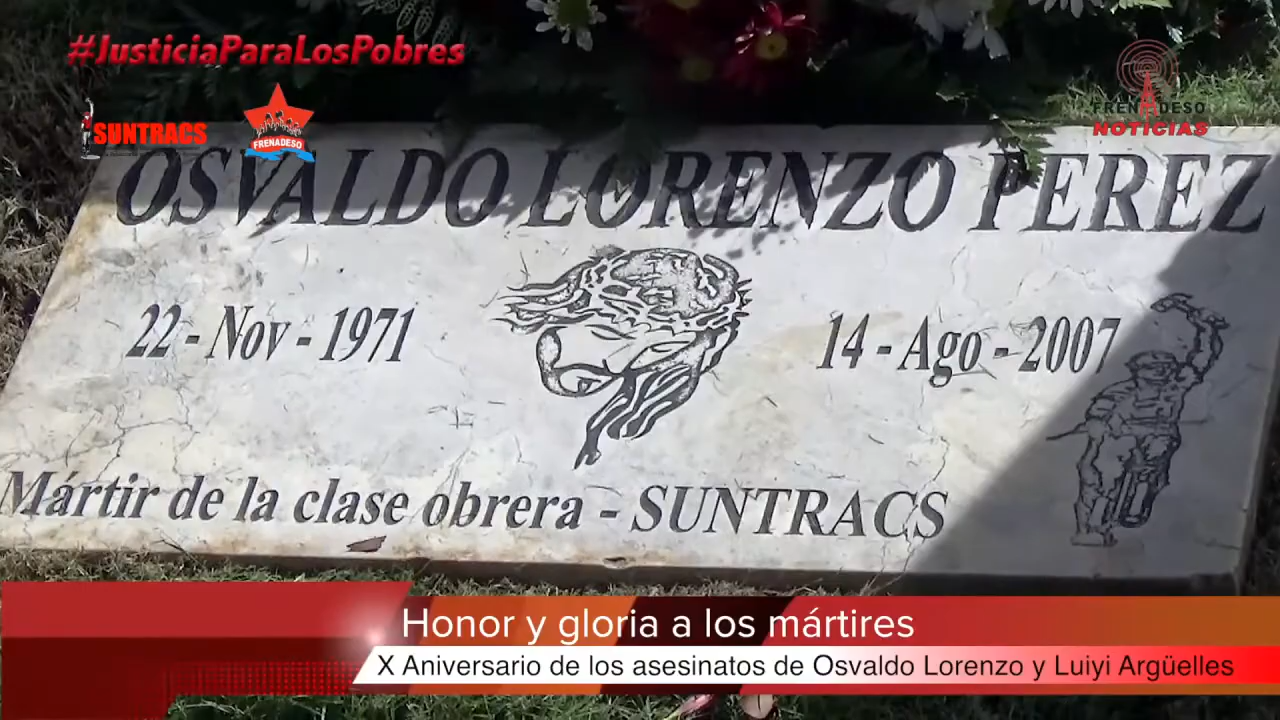 #JusticiaParaLosPobres
SUNTRACS
FRENADESO
FRENADESO
NOTICIAS
OSVALDO LORENZO PEREZ
22 - Nov - 1971
14 - Ago - 2007
Mártir de la clase obrera - SUNTRACS
Honor y gloria a los mártires
X Aniversario de los asesinatos de Osvaldo Lorenzo y Luiyi Argüelles